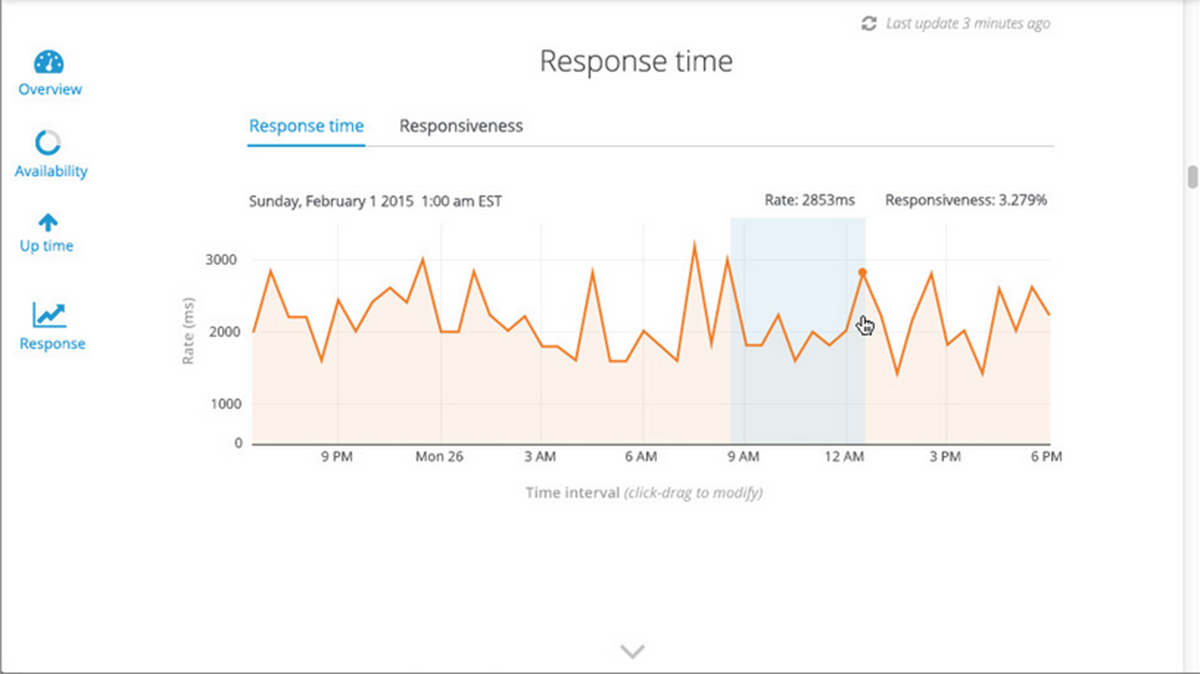 Last update 3 minutes ago
Response time
Overview
Availability
Up time
Response
Response time Responsiveness
Sunday, February 1 2015 1:00 am EST Rate: 2853ms Responsiveness: 3.279%
Rate (ms)
3000
2000
1000
0
9 PM Mon 26 3 AM 6 AM 9 AM 12 AM 3 PM 6 PM
Time interval (click-drag to modify)